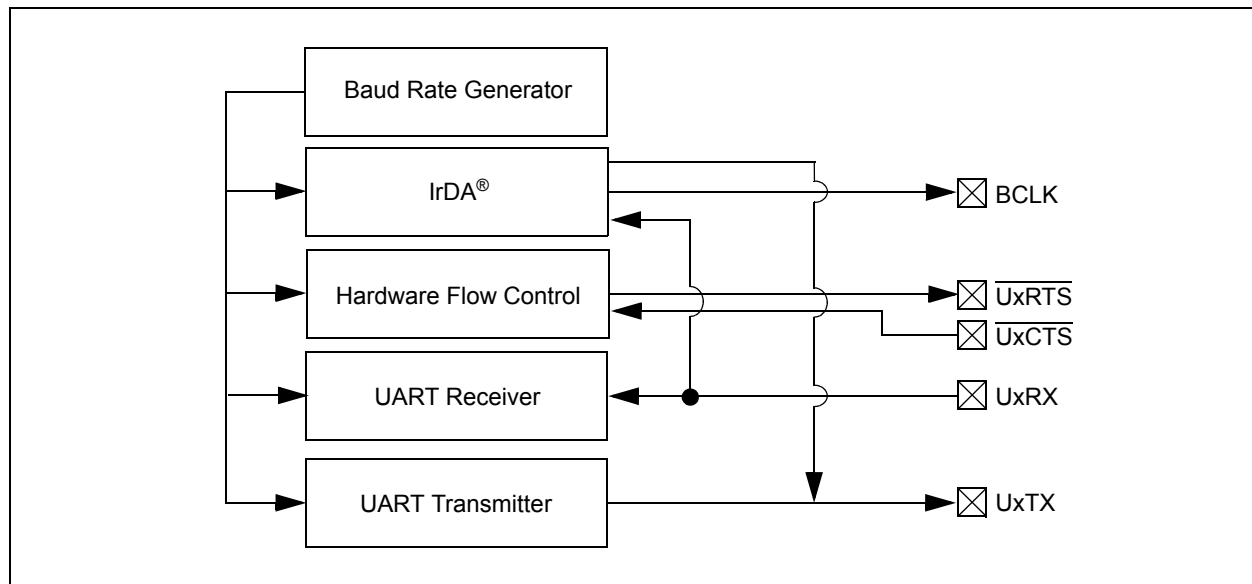 Baud Rate Generator
IrDA®
BCLK
Hardware Flow Control
UxRTS
UxCTS
UART Receiver
UxRX
UART Transmitter
UxTX